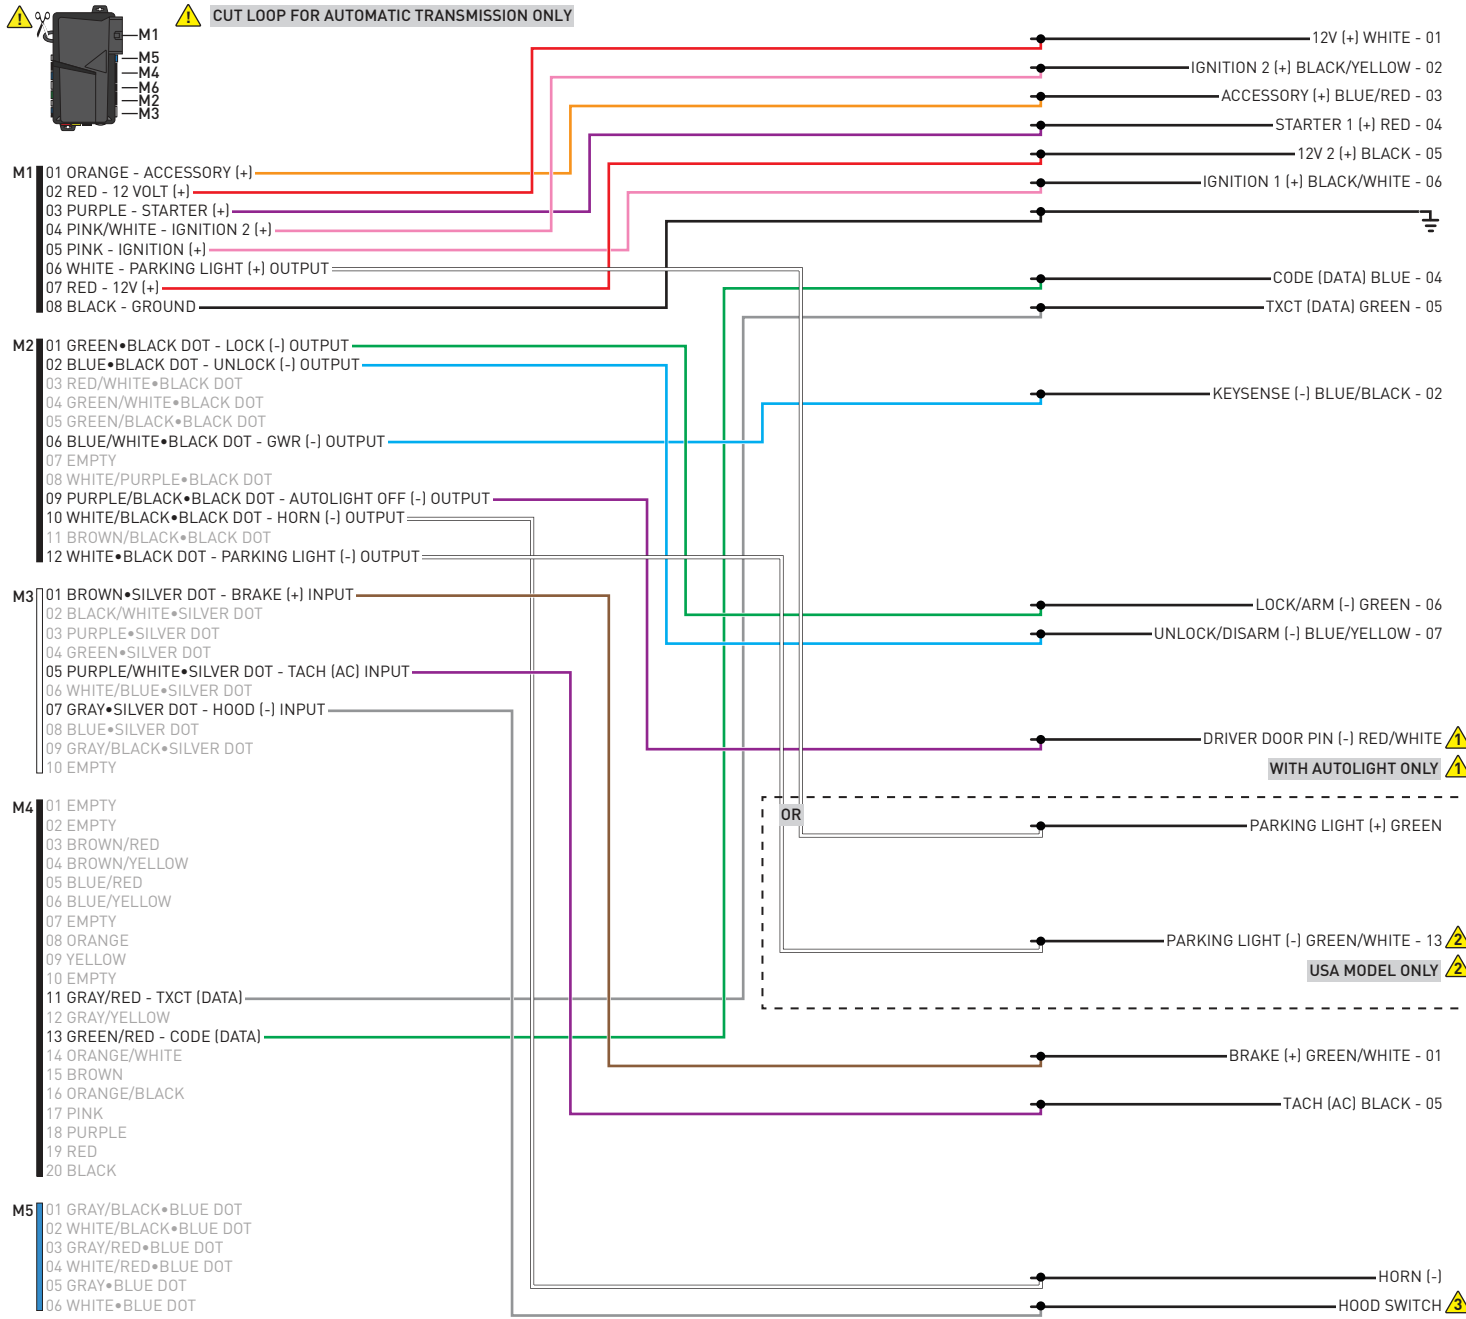 CUT LOOP FOR AUTOMATIC TRANSMISSION ONLY
M1
M5
M4
M6
M2
M3
M1
01 ORANGE - ACCESSORY (+)
02 RED - 12 VOLT (+)
03 PURPLE - STARTER (+)
04 PINK/WHITE - IGNITION 2 (+)
05 PINK - IGNITION (+)
06 WHITE - PARKING LIGHT (+) OUTPUT
07 RED - 12V (+)
08 BLACK - GROUND
M2
01 GREEN•BLACK DOT - LOCK (-) OUTPUT
02 BLUE•BLACK DOT - UNLOCK (-) OUTPUT
03 RED/WHITE•BLACK DOT
04 GREEN/WHITE•BLACK DOT
05 GREEN/BLACK•BLACK DOT
06 BLUE/WHITE•BLACK DOT - GWR (-) OUTPUT
07 EMPTY
08 WHITE/PURPLE•BLACK DOT
09 PURPLE/BLACK•BLACK DOT - AUTOLIGHT OFF (-) OUTPUT
10 WHITE/BLACK•BLACK DOT - HORN (-) OUTPUT
11 BROWN/BLACK•BLACK DOT
12 WHITE•BLACK DOT - PARKING LIGHT (-) OUTPUT
M3
01 BROWN•SILVER DOT - BRAKE (+) INPUT
02 BLACK/WHITE•SILVER DOT
03 PURPLE•SILVER DOT
04 GREEN•SILVER DOT
05 PURPLE/WHITE•SILVER DOT - TACH (AC) INPUT
06 WHITE/BLUE•SILVER DOT
07 GRAY•SILVER DOT - HOOD (-) INPUT
08 BLUE•SILVER DOT
09 GRAY/BLACK•SILVER DOT
10 EMPTY
M4
01 EMPTY
02 EMPTY
03 BROWN/RED
04 BROWN/YELLOW
05 BLUE/RED
06 BLUE/YELLOW
07 EMPTY
08 ORANGE
09 YELLOW
10 EMPTY
11 GRAY/RED - TXCT (DATA)
12 GRAY/YELLOW
13 GREEN/RED - CODE (DATA)
14 ORANGE/WHITE
15 BROWN
16 ORANGE/BLACK
17 PINK
18 PURPLE
19 RED
20 BLACK
M5
01 GRAY/BLACK•BLUE DOT
02 WHITE/BLACK•BLUE DOT
03 GRAY/RED•BLUE DOT
04 WHITE/RED•BLUE DOT
05 GRAY•BLUE DOT
06 WHITE•BLUE DOT
12V (+) WHITE - 01
IGNITION 2 (+) BLACK/YELLOW - 02
ACCESSORY (+) BLUE/RED - 03
STARTER 1 (+) RED - 04
12V 2 (+) BLACK - 05
IGNITION 1 (+) BLACK/WHITE - 06
CODE (DATA) BLUE - 04
TXCT (DATA) GREEN - 05
KEYSENSE (-) BLUE/BLACK - 02
LOCK/ARM (-) GREEN - 06
UNLOCK/DISARM (-) BLUE/YELLOW - 07
DRIVER DOOR PIN (-) RED/WHITE 1
WITH AUTOLIGHT ONLY 1
OR
PARKING LIGHT (+) GREEN
PARKING LIGHT (-) GREEN/WHITE - 13 2
USA MODEL ONLY 2
BRAKE (+) GREEN/WHITE - 01
TACH (AC) BLACK - 05
HORN (-)
HOOD SWITCH 3